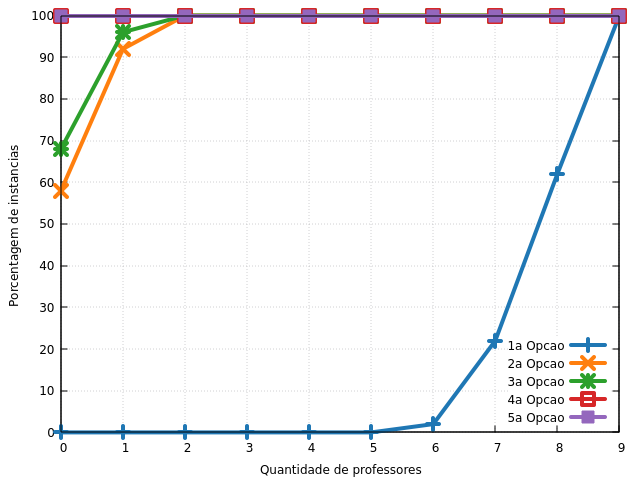 100
90
80
70
60
50
40
30
20
10
0
Porcentagem de instancias
1a Opcao
2a Opcao
3a Opcao
4a Opcao
5a Opcao
0 1 2 3 4 5 6 7 8 9
Quantidade de professores